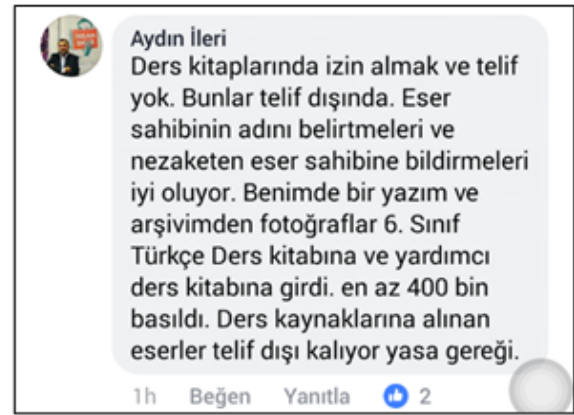 Aydın İleri
Ders kitaplarında izin almak ve telif
yok. Bunlar telif dışında. Eser
sahibinin adını belirtmeleri ve
nezaketen eser sahibine bildirmeleri
iyi oluyor. Benimde bir yazım ve
arşivimden fotoğraflar 6. Sınıf
Türkçe Ders kitabına ve yardımcı
ders kitabına girdi. en az 400 bin
basıldı. Ders kaynaklarına alınan
eserler telif dışı kalıyor yasa gereği.
1h Beğen Yanıtla 2